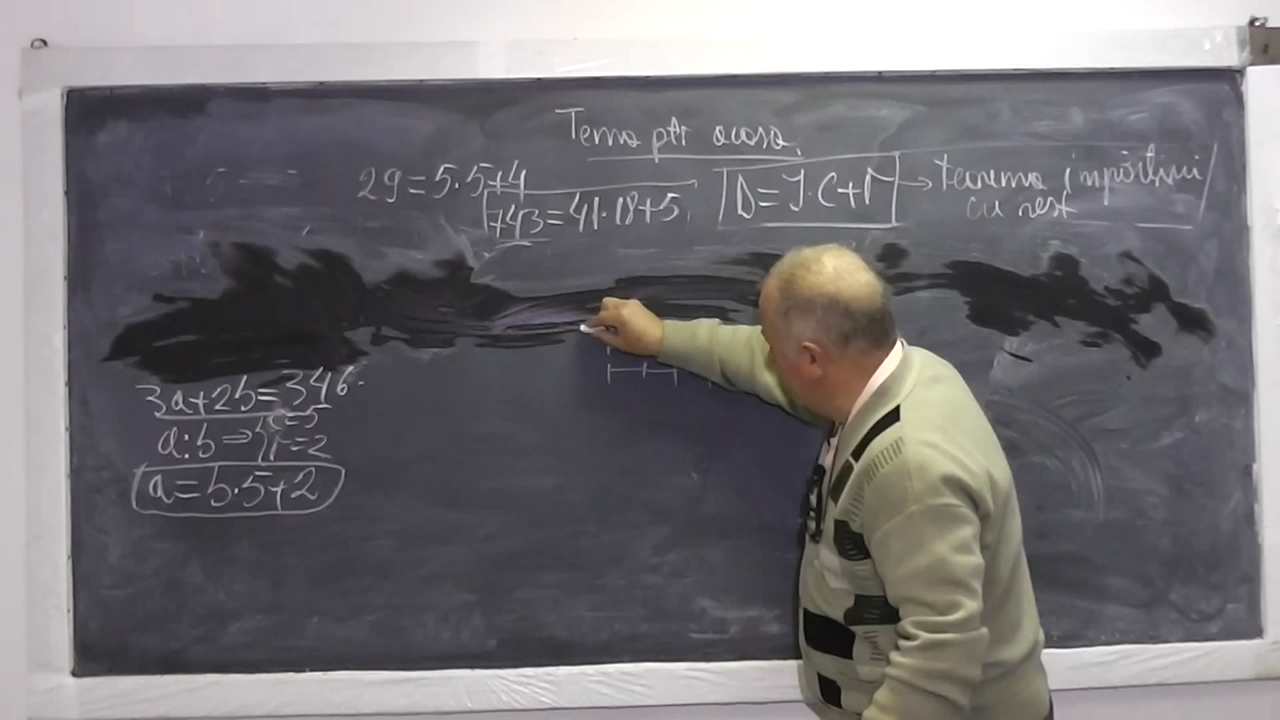 Tema ptr acasa.
29=5·5+4
743=41·18+5.
D=Î·C+r → teorema împărțirii
cu rest
3a+2b=346.
a:b ⇒ {c=5
r=2
a=b·5+2